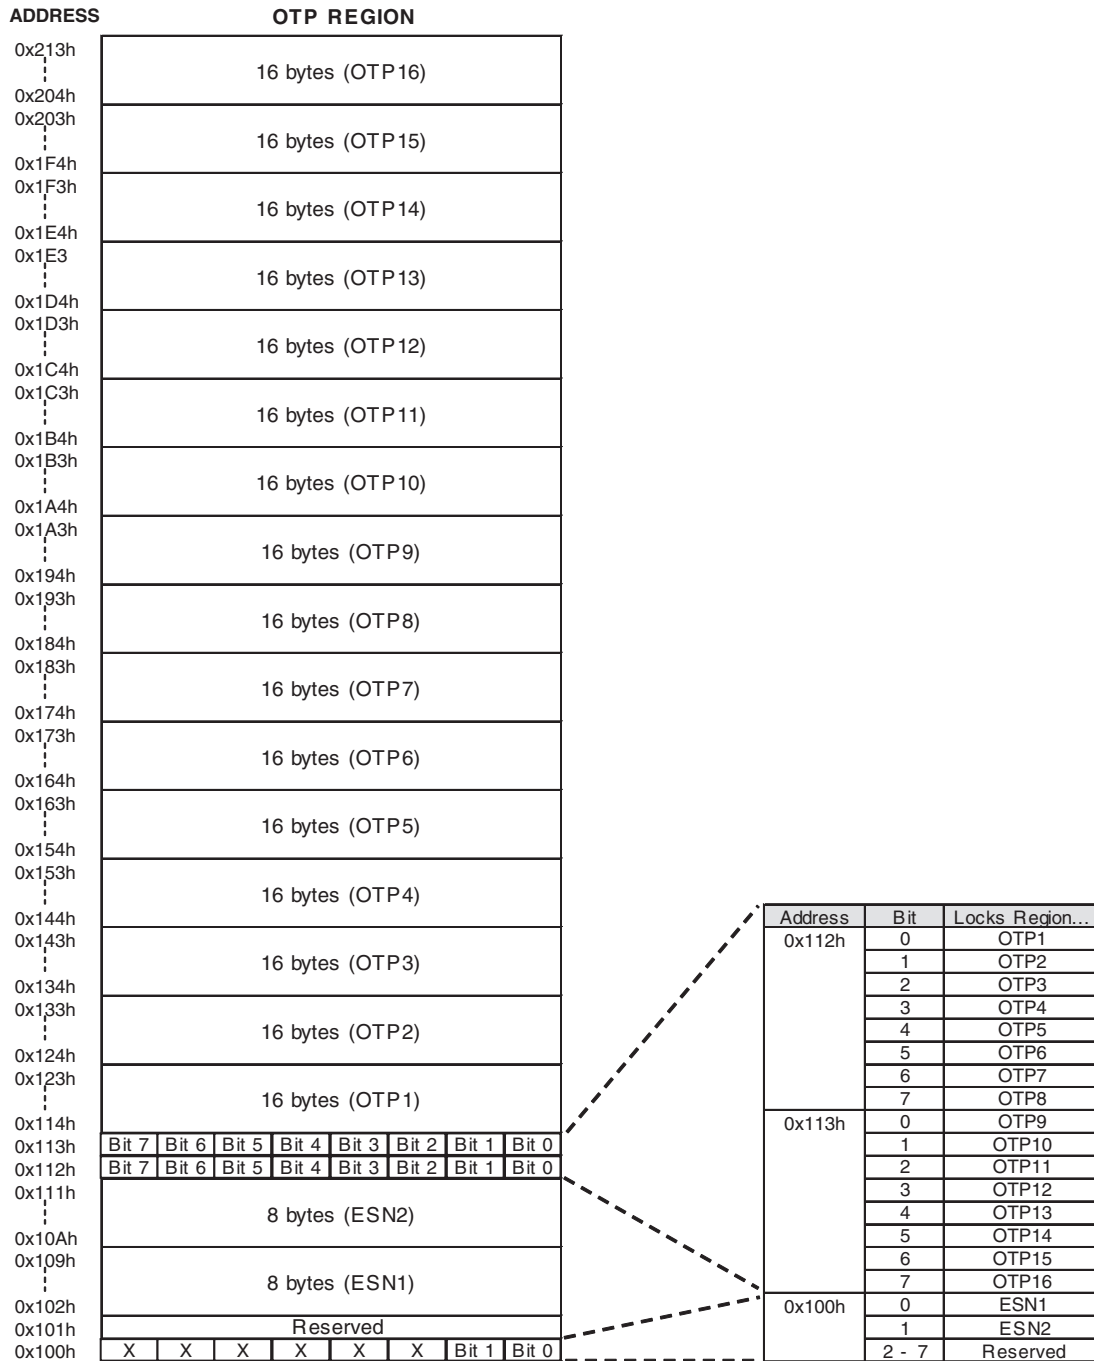 ADDRESS OTP REGION
0x213h
16 bytes (OTP16)
0x204h
0x203h
16 bytes (OTP15)
0x1F4h
0x1F3h
16 bytes (OTP14)
0x1E4h
0x1E3
16 bytes (OTP13)
0x1D4h
0x1D3h
16 bytes (OTP12)
0x1C4h
0x1C3h
16 bytes (OTP11)
0x1B4h
0x1B3h
16 bytes (OTP10)
0x1A4h
0x1A3h
16 bytes (OTP9)
0x194h
0x193h
16 bytes (OTP8)
0x184h
0x183h
16 bytes (OTP7)
0x174h
0x173h
16 bytes (OTP6)
0x164h
0x163h
16 bytes (OTP5)
0x154h
0x153h
16 bytes (OTP4)
0x144h
0x143h
16 bytes (OTP3)
0x134h
0x133h
16 bytes (OTP2)
0x124h
0x123h
16 bytes (OTP1)
0x114h
0x113h Bit 7 Bit 6 Bit 5 Bit 4 Bit 3 Bit 2 Bit 1 Bit 0
0x112h Bit 7 Bit 6 Bit 5 Bit 4 Bit 3 Bit 2 Bit 1 Bit 0
0x111h
8 bytes (ESN2)
0x10Ah
0x109h
8 bytes (ESN1)
0x102h
0x101h Reserved
0x100h X X X X X X Bit 1 Bit 0
Address Bit Locks Region...
0x112h 0 OTP1
1 OTP2
2 OTP3
3 OTP4
4 OTP5
5 OTP6
6 OTP7
7 OTP8
0x113h 0 OTP9
1 OTP10
2 OTP11
3 OTP12
4 OTP13
5 OTP14
6 OTP15
7 OTP16
0x100h 0 ESN1
1 ESN2
2 - 7 Reserved